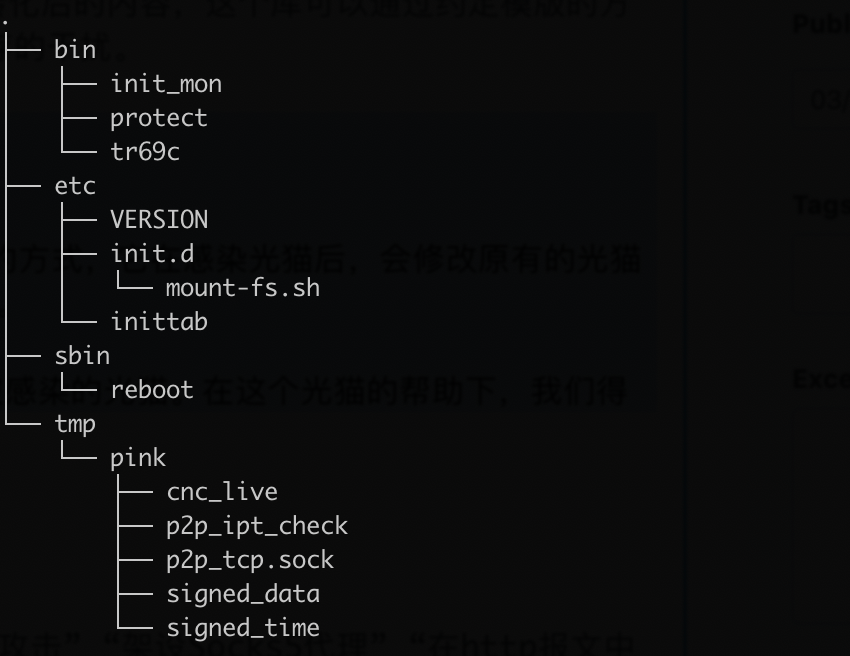 .
├── bin
│   ├── init_mon
│   ├── protect
│   └── tr69c
├── etc
│   ├── VERSION
│   ├── init.d
│   │   └── mount-fs.sh
│   └── inittab
├── sbin
│   └── reboot
└── tmp
    └── pink
        ├── cnc_live
        ├── p2p_ipt_check
        ├── p2p_tcp.sock
        ├── signed_data
        └── signed_time